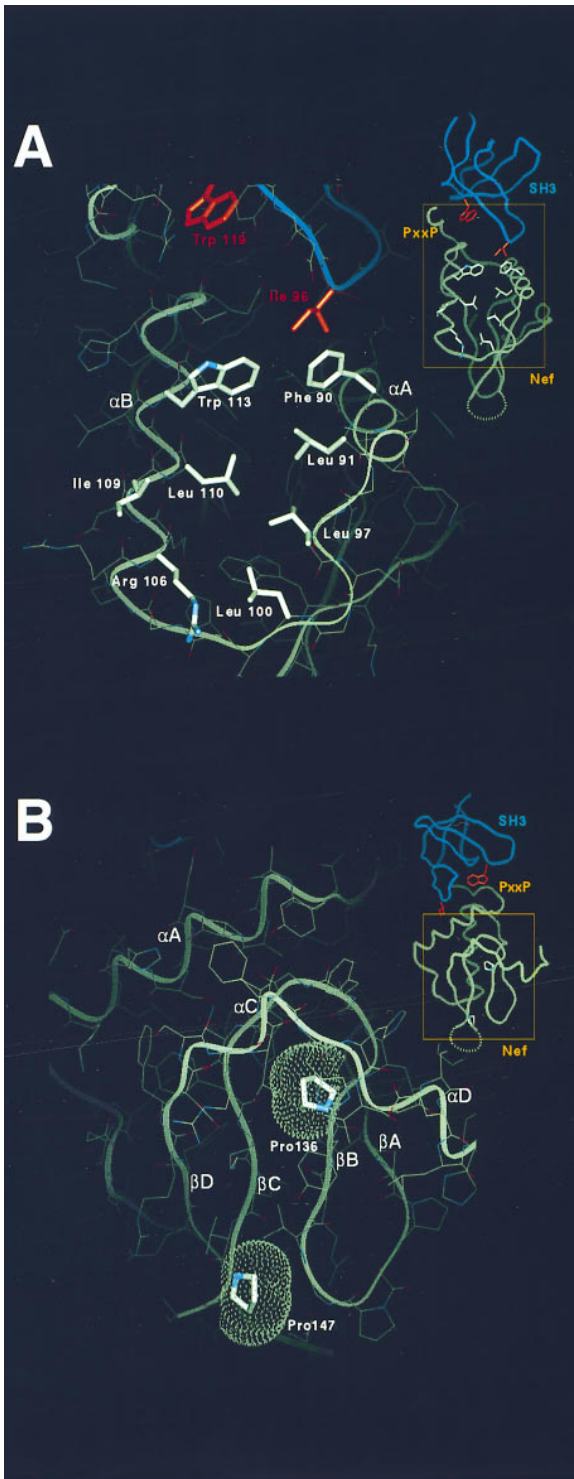 A
SH3
PxxP
Trp 119
Ile 96
αB
Trp 113
Phe 90
αA
Nef
Leu 91
Ile 109
Leu 110
Leu 97
Arg 106
Leu 100
B
SH3
PxxP
αA
αC
Nef
αD
Pro136
βA
βB
βD
βC
Pro147